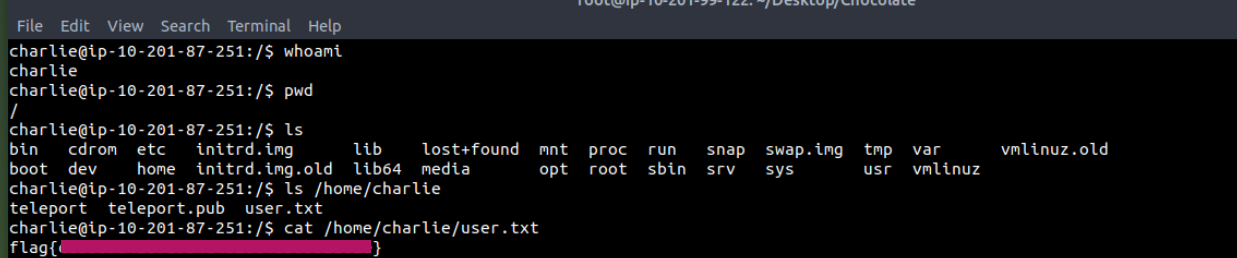 root@ip-10-201-99-122: ~/Desktop/Chocolate
File Edit View Search Terminal Help
charlie@ip-10-201-87-251:/$ whoami
charlie
charlie@ip-10-201-87-251:/$ pwd
/
charlie@ip-10-201-87-251:/$ ls
bin cdrom etc initrd.img lib lost+found mnt proc run snap swap.img tmp var vmlinuz.old
boot dev home initrd.img.old lib64 media opt root sbin srv sys usr vmlinuz
charlie@ip-10-201-87-251:/$ ls /home/charlie
teleport teleport.pub user.txt
charlie@ip-10-201-87-251:/$ cat /home/charlie/user.txt
flag{ }